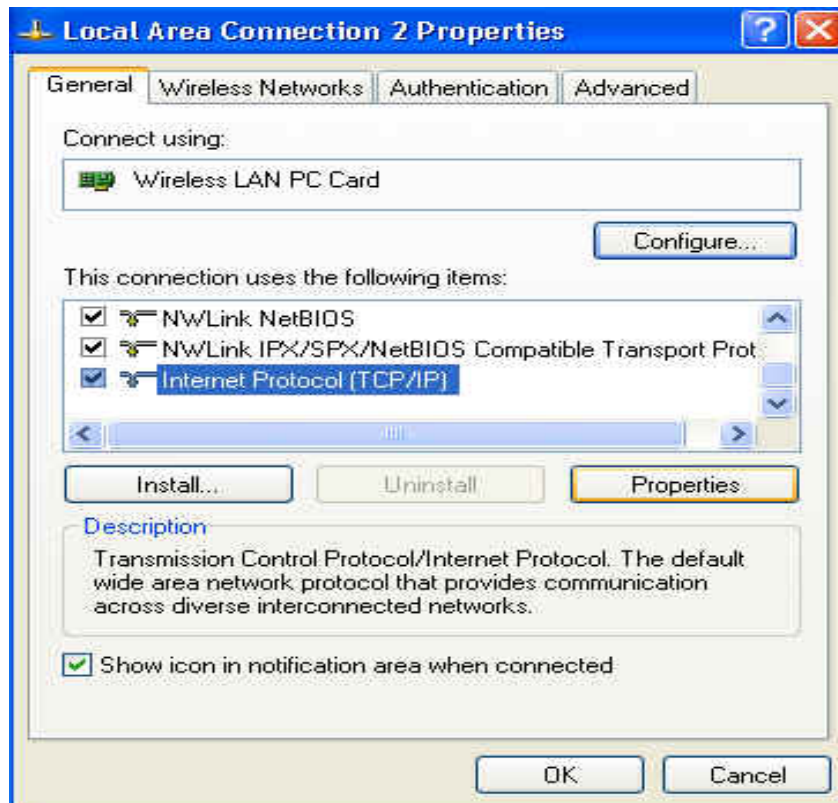 Local Area Connection 2 Properties
General Wireless Networks Authentication Advanced
Connect using:
Wireless LAN PC Card
Configure...
This connection uses the following items:
NWLink NetBIOS
NWLink IPX/SPX/NetBIOS Compatible Transport Prot
Internet Protocol (TCP/IP)
Install... Uninstall Properties
Description
Transmission Control Protocol/Internet Protocol. The default
wide area network protocol that provides communication
across diverse interconnected networks.
Show icon in notification area when connected
OK Cancel